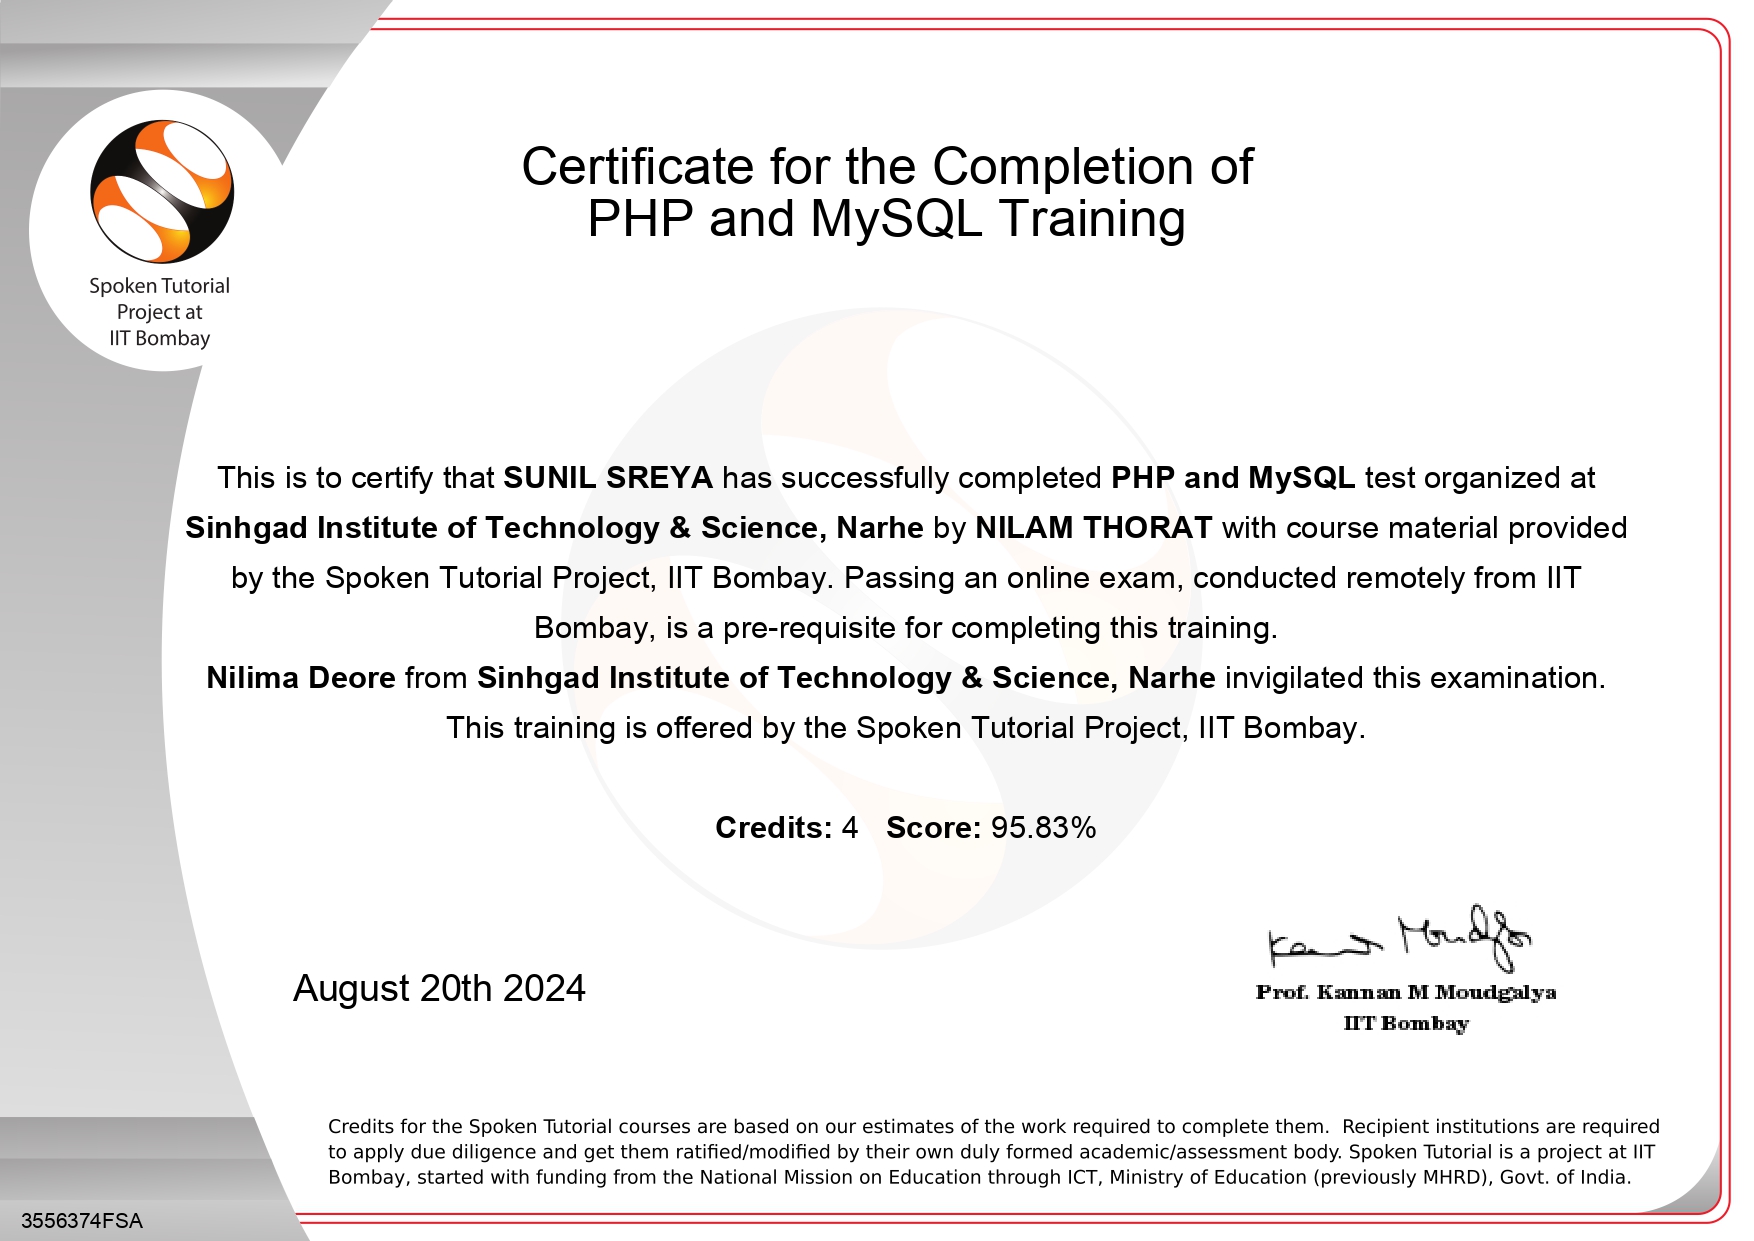 Certificate for the Completion of
PHP and MySQL Training
Spoken Tutorial
Project at
IIT Bombay
This is to certify that SUNIL SREYA has successfully completed PHP and MySQL test organized at
Sinhgad Institute of Technology & Science, Narhe by NILAM THORAT with course material provided
by the Spoken Tutorial Project, IIT Bombay. Passing an online exam, conducted remotely from IIT
Bombay, is a pre-requisite for completing this training.
Nilima Deore from Sinhgad Institute of Technology & Science, Narhe invigilated this examination.
This training is offered by the Spoken Tutorial Project, IIT Bombay.
Credits: 4 Score: 95.83%
Kannan Moudgalya
August 20th 2024
Prof. Kannan M Moudgalya
IIT Bombay
Credits for the Spoken Tutorial courses are based on our estimates of the work required to complete them. Recipient institutions are required
to apply due diligence and get them ratified/modified by their own duly formed academic/assessment body. Spoken Tutorial is a project at IIT
Bombay, started with funding from the National Mission on Education through ICT, Ministry of Education (previously MHRD), Govt. of India.
3556374FSA